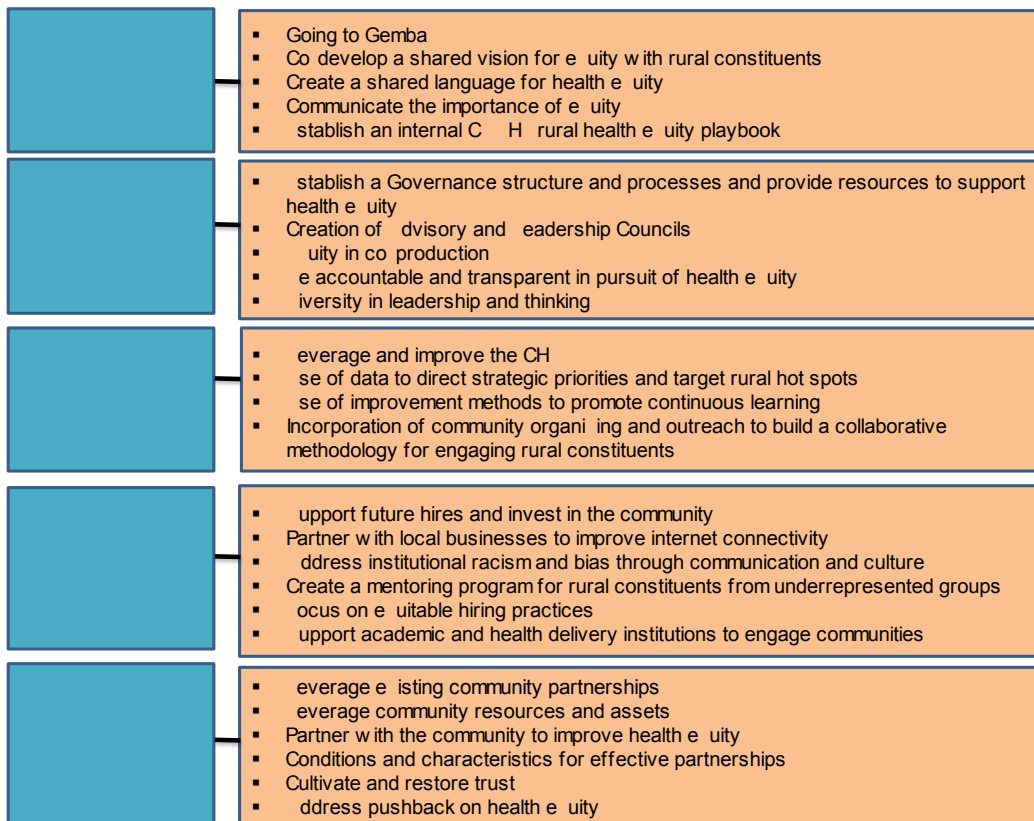 ▪ Going to Gemba
▪ Co develop a shared vision for e uity with rural constituents
▪ Create a shared language for health e uity
▪ Communicate the importance of e uity
▪ stablish an internal C H rural health e uity playbook
▪ stablish a Governance structure and processes and provide resources to support
health e uity
▪ Creation of dvisory and eadership Councils
▪ uity in co production
▪ e accountable and transparent in pursuit of health e uity
▪ iversity in leadership and thinking
▪ everage and improve the CH
▪ se of data to direct strategic priorities and target rural hot spots
▪ se of improvement methods to promote continuous learning
▪ Incorporation of community organi ing and outreach to build a collaborative
methodology for engaging rural constituents
▪ upport future hires and invest in the community
▪ Partner with local businesses to improve internet connectivity
▪ ddress institutional racism and bias through communication and culture
▪ Create a mentoring program for rural constituents from underrepresented groups
▪ ocus on e uitable hiring practices
▪ upport academic and health delivery institutions to engage communities
▪ everage e isting community partnerships
▪ everage community resources and assets
▪ Partner with the community to improve health e uity
▪ Conditions and characteristics for effective partnerships
▪ Cultivate and restore trust
▪ ddress pushback on health e uity